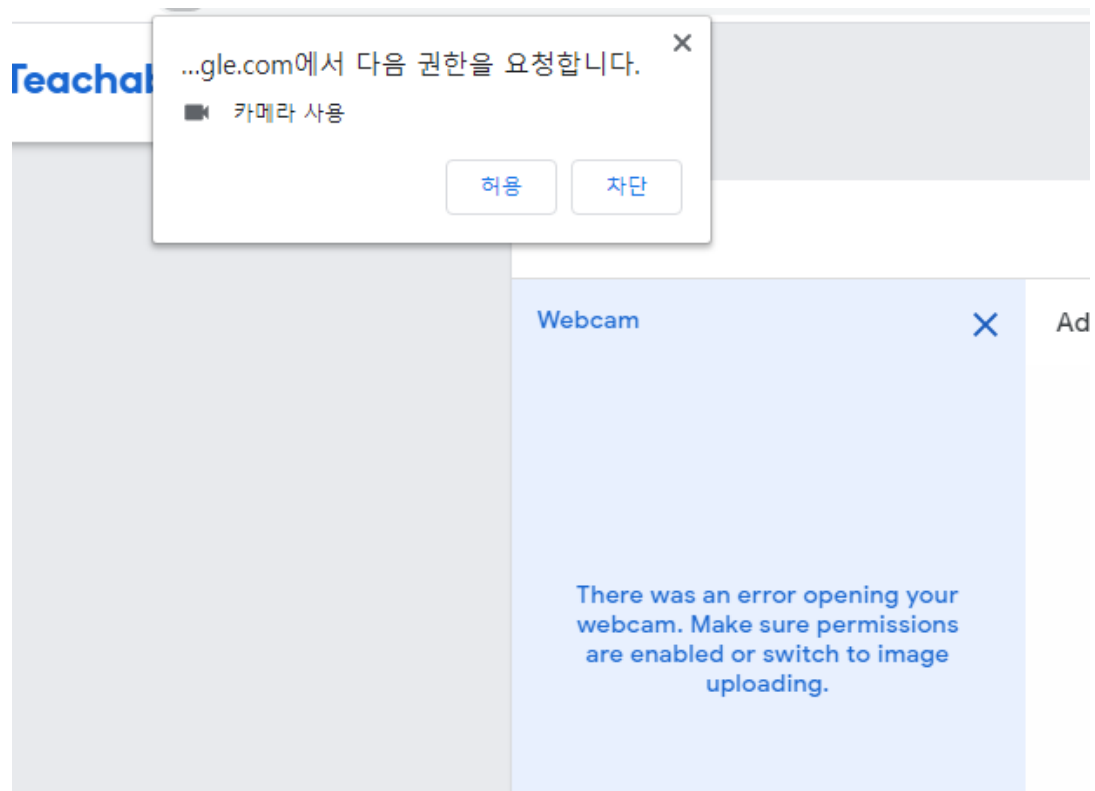 Teachab
...gle.com에서 다음 권한을 요청합니다.
카메라 사용
허용 차단
Webcam
Ad
There was an error opening your
webcam. Make sure permissions
are enabled or switch to image
uploading.